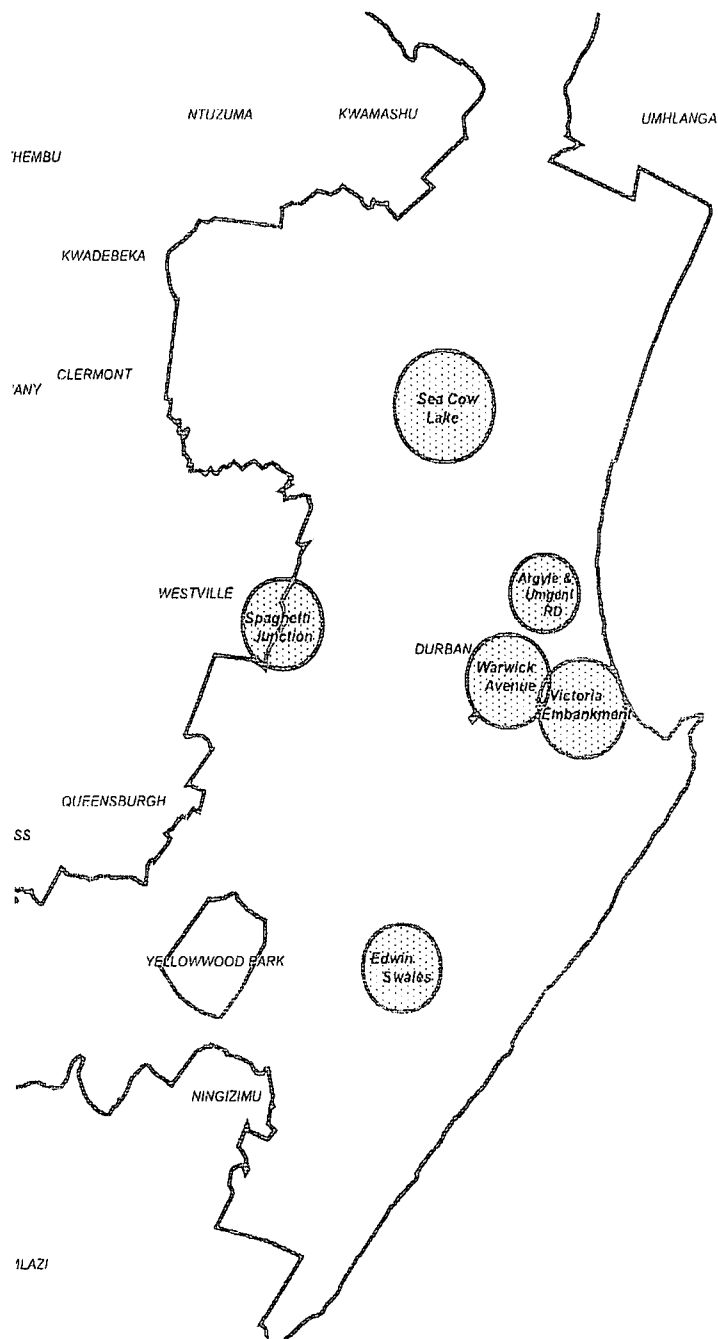 NTUZUMA
KWAMASHU
UMHLANGA
'HEMBU
KWADEBEKA
CLERMONT
'ANY
Sea Cow
Lake
WESTVILLE
Argyle &
Umgeni
RD
Spaghetti
Junction
DURBAN
Warwick
Avenue
Victoria
Embankment
QUEENSBURGH
SS
YELLOWWOOD PARK
Edwin
Swales
NINGIZIMU
'ILAZI